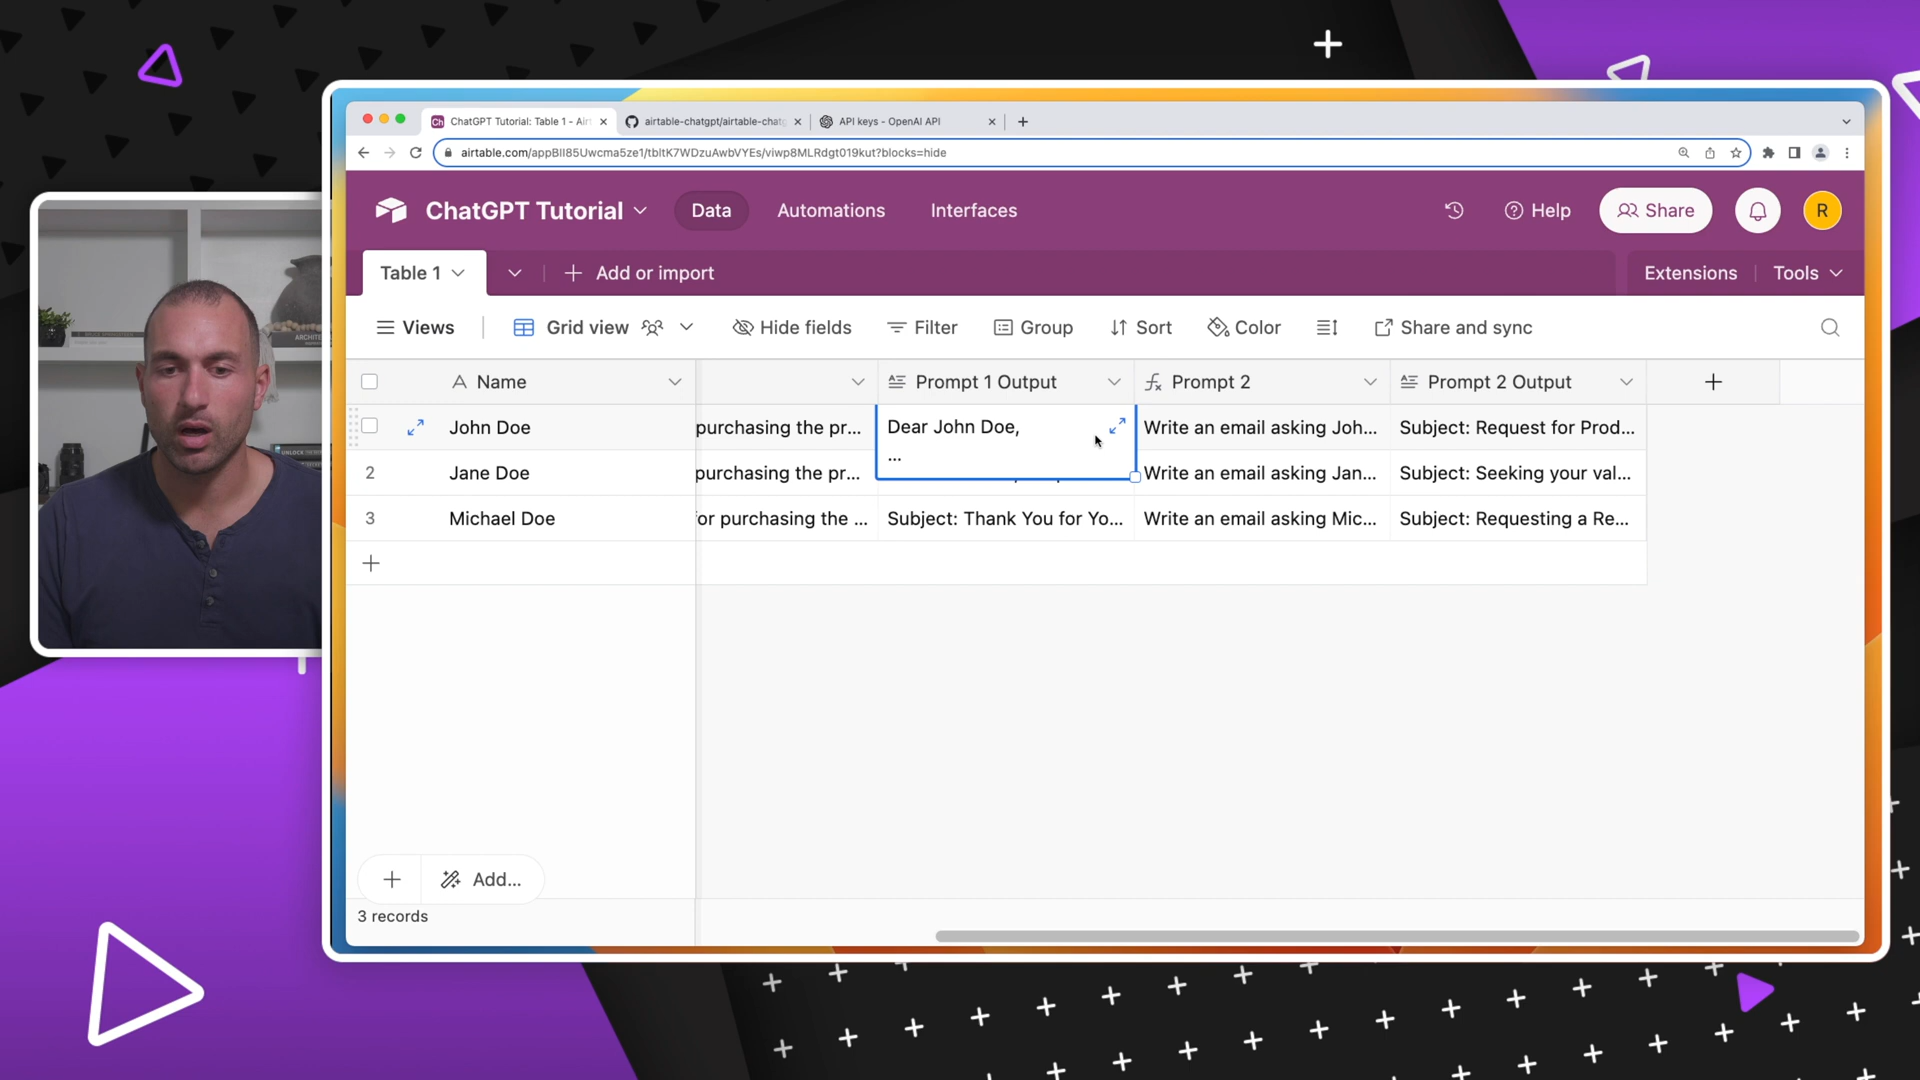 ChatGPT Tutorial: Table 1 - Air
airtable-chatgpt/airtable-chatg
API keys - OpenAI API
airtable.com/appBII85Uwcma5ze1/tbltK7WDzuAwbVYEs/viwp8MLRdgt019kut?blocks=hide
ChatGPT Tutorial
Data
Automations
Interfaces
Help
Share
R
Table 1
Add or import
Extensions
Tools
Views
Grid view
Hide fields
Filter
Group
Sort
Color
Share and sync
Name
Prompt 1 Output
Prompt 2
Prompt 2 Output
John Doe
purchasing the pr...
Dear John Doe,
...
Write an email asking Joh...
Subject: Request for Prod...
2
Jane Doe
purchasing the pr...
Write an email asking Jan...
Subject: Seeking your val...
3
Michael Doe
or purchasing the ...
Subject: Thank You for Yo...
Write an email asking Mic...
Subject: Requesting a Re...
Add...
3 records